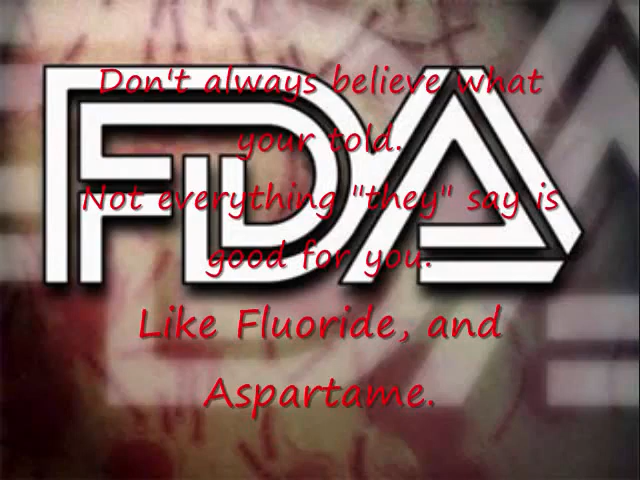 FDA
Don't always believe what
your told.
Not everything "they" say is
good for you.
Like Fluoride, and
Aspartame.